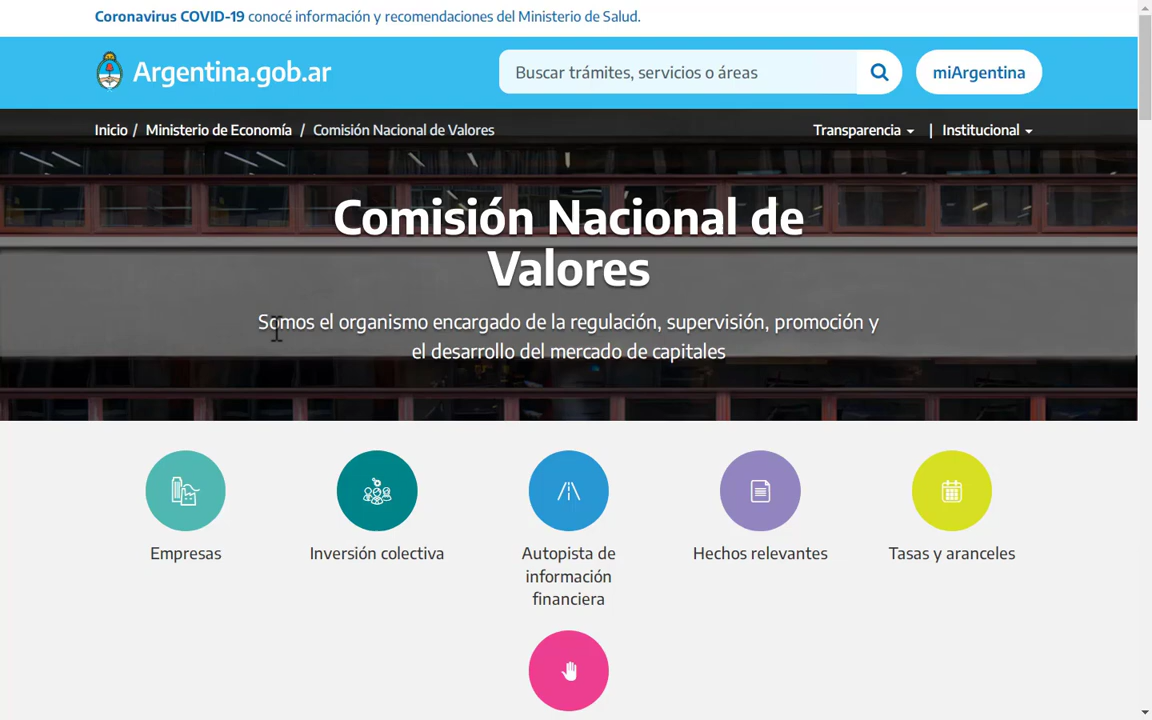 Coronavirus COVID-19 conocé información y recomendaciones del Ministerio de Salud.
Argentina.gob.ar
Buscar trámites, servicios o áreas
miArgentina
Inicio / Ministerio de Economía / Comisión Nacional de Valores
Transparencia | Institucional
Comisión Nacional de
Valores
Somos el organismo encargado de la regulación, supervisión, promoción y
el desarrollo del mercado de capitales
Empresas
Inversión colectiva
Autopista de
información
financiera
Hechos relevantes
Tasas y aranceles